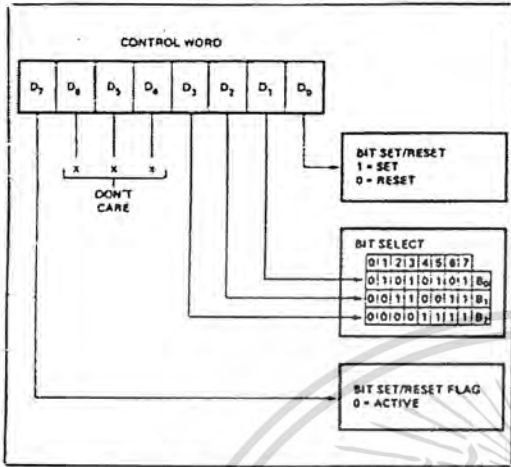 CONTROL WORD
D7 D6 D5 D4 D3 D2 D1 D0
X X X
DON'T
CARE
BIT SET/RESET
1 = SET
0 = RESET
BIT SELECT
0 1 2 3 4 5 6 7
0 1 0 1 0 1 0 1 B0
0 0 1 1 0 0 1 1 B1
0 0 0 0 1 1 1 1 B2
BIT SET/RESET FLAG
0 = ACTIVE